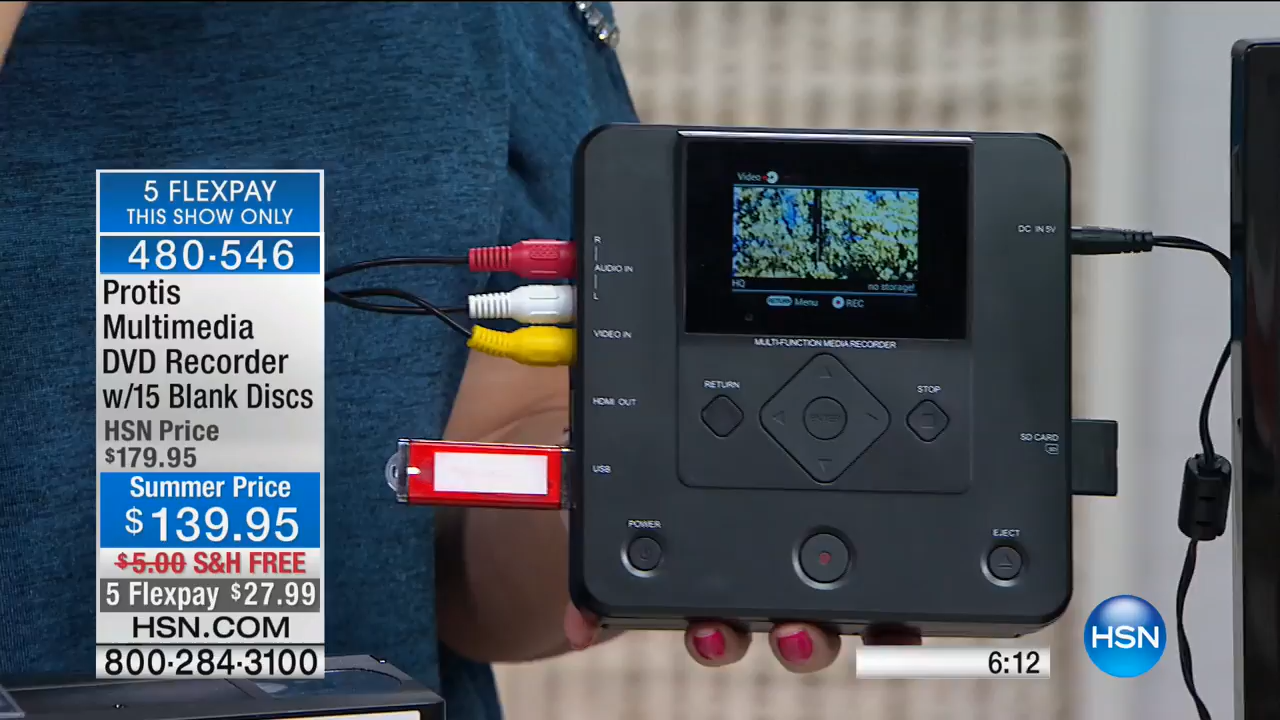 5 FLEXPAY
THIS SHOW ONLY
480-546
Protis
Multimedia
DVD Recorder
w/15 Blank Discs
HSN Price
$179.95
Summer Price
$139.95
$5.00 S&H FREE
5 Flexpay $27.99
HSN.COM
800-284-3100
Video
HQ
no storage!
RETURN Menu
REC
MULTI-FUNCTION MEDIA RECORDER
R
AUDIO IN
L
VIDEO IN
HDMI OUT
USB
DC IN 5V
RETURN
STOP
ENTER
SD CARD
POWER
EJECT
6:12
HSN